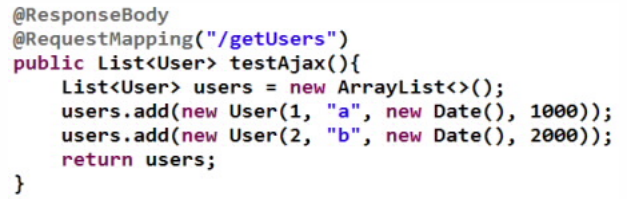 @ResponseBody
@RequestMapping("/getUsers")
public List<User> testAjax(){
    List<User> users = new ArrayList<>();
    users.add(new User(1, "a", new Date(), 1000));
    users.add(new User(2, "b", new Date(), 2000));
    return users;
}